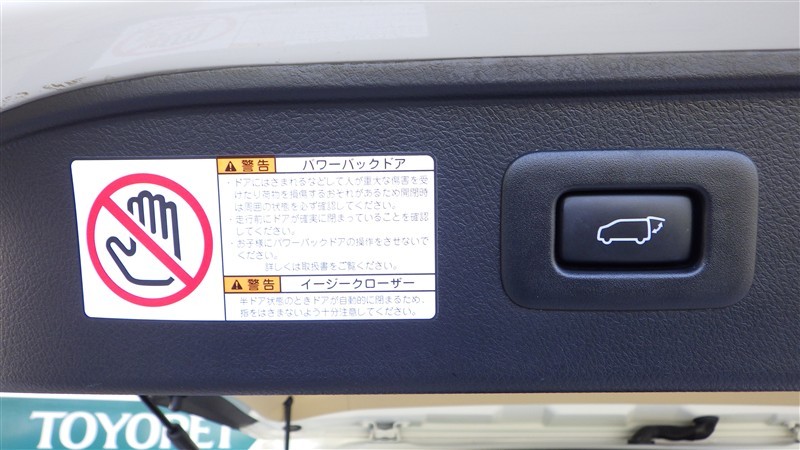 警告 パワーバックドア
・ドアにはさまれるなどして人が重大な傷害を受
けたり荷物を損傷するおそれがあるため開閉時
は周囲の状態を必ず確認してください。
・走行前にドアが確実に閉まっていることを確認
してください。
・お子様にパワーバックドアの操作をさせないで
ください。
詳しくは取扱書をご覧ください。
警告 イージークローザー
半ドア状態のときドアが自動的に閉まるため、
指をはさまないよう十分注意してください。
TOYOPET